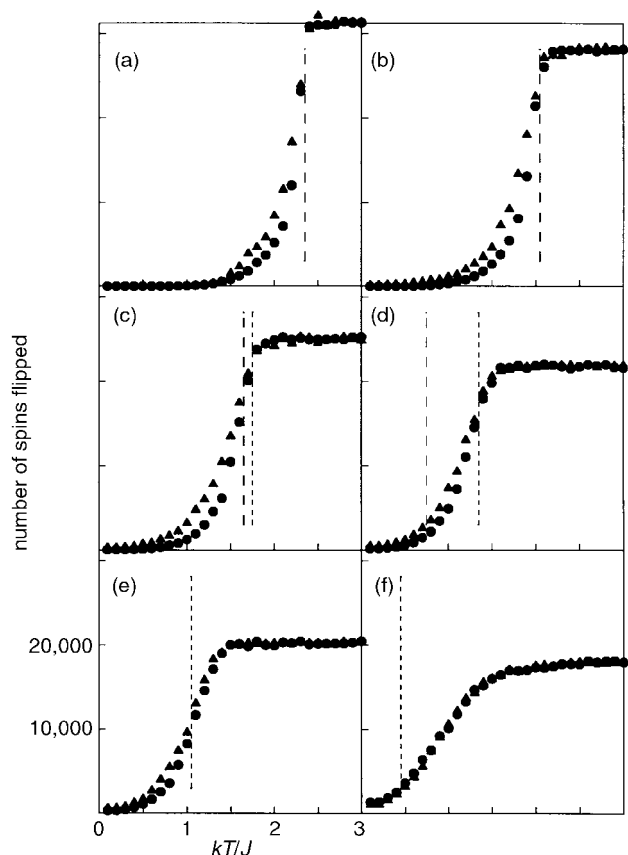 (a)
(b)
(c)
(d)
number of spins flipped
(e)
(f)
20,000
10,000
0
1
2
3
kT/J